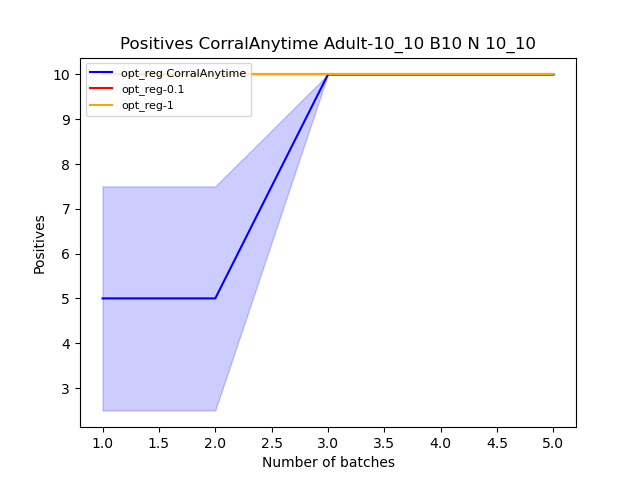 Positives CorralAnytime Adult-10_10 B10 N 10_10
10
9
8
7
6
5
4
3
Positives
opt_reg CorralAnytime
opt_reg-0.1
opt_reg-1
1.0 1.5 2.0 2.5 3.0 3.5 4.0 4.5 5.0
Number of batches